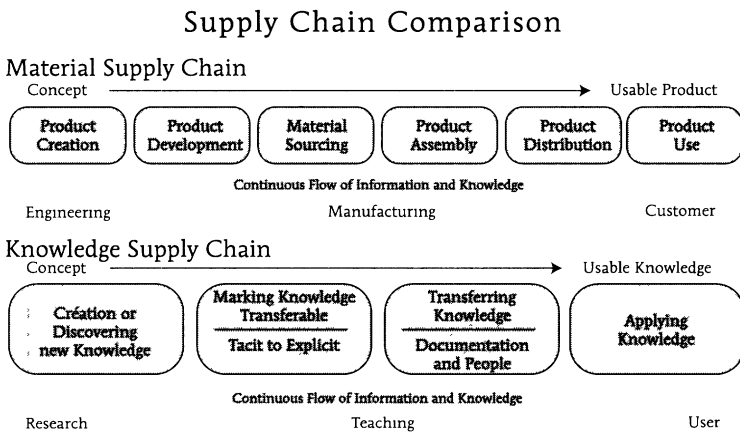 Supply Chain Comparison
Material Supply Chain
Concept
Usable Product
Product
Creation
Product
Development
Material
Sourcing
Product
Assembly
Product
Distribution
Product
Use
Continuous Flow of Information and Knowledge
Engineering
Manufacturing
Customer
Knowledge Supply Chain
Concept
Usable Knowledge
Création or
Discovering
new Knowledge
Marking Knowledge
Transferable
Tacit to Explicit
Transferring
Knowledge
Documentation
and People
Applying
Knowledge
Continuous Flow of Information and Knowledge
Research
Teaching
User